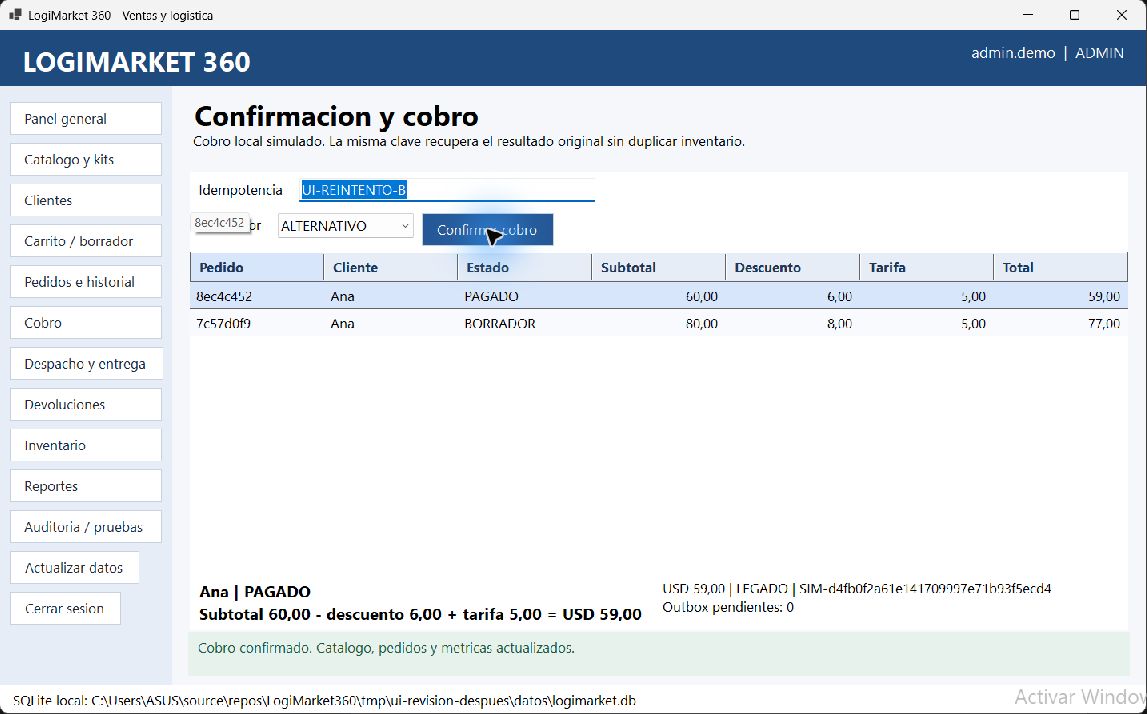 LogiMarket 360 - Ventas y logistica
LOGIMARKET 360
admin.demo | ADMIN
Panel general
Catalogo y kits
Clientes
Carrito / borrador
Pedidos e historial
Cobro
Despacho y entrega
Devoluciones
Inventario
Reportes
Auditoria / pruebas
Actualizar datos
Cerrar sesion
Confirmacion y cobro
Cobro local simulado. La misma clave recupera el resultado original sin duplicar inventario.
Idempotencia UI-REINTENTO-B
8ec4c452 ALTERNATIVO cobro
Pedido Cliente Estado Subtotal Descuento Tarifa Total
8ec4c452 Ana PAGADO 60,00 6,00 5,00 59,00
7c57d0f9 Ana BORRADOR 80,00 8,00 5,00 77,00
Ana | PAGADO
Subtotal 60,00 - descuento 6,00 + tarifa 5,00 = USD 59,00
USD 59,00 | LEGADO | SIM-d4fb0f2a61e141709997e71b93f5ecd4
Outbox pendientes: 0
Cobro confirmado. Catalogo, pedidos y metricas actualizados.
SQLite local: C:\Users\ASUS\source\repos\LogiMarket360\tmp\ui-revision-despues\datos\logimarket.db
Activar Window